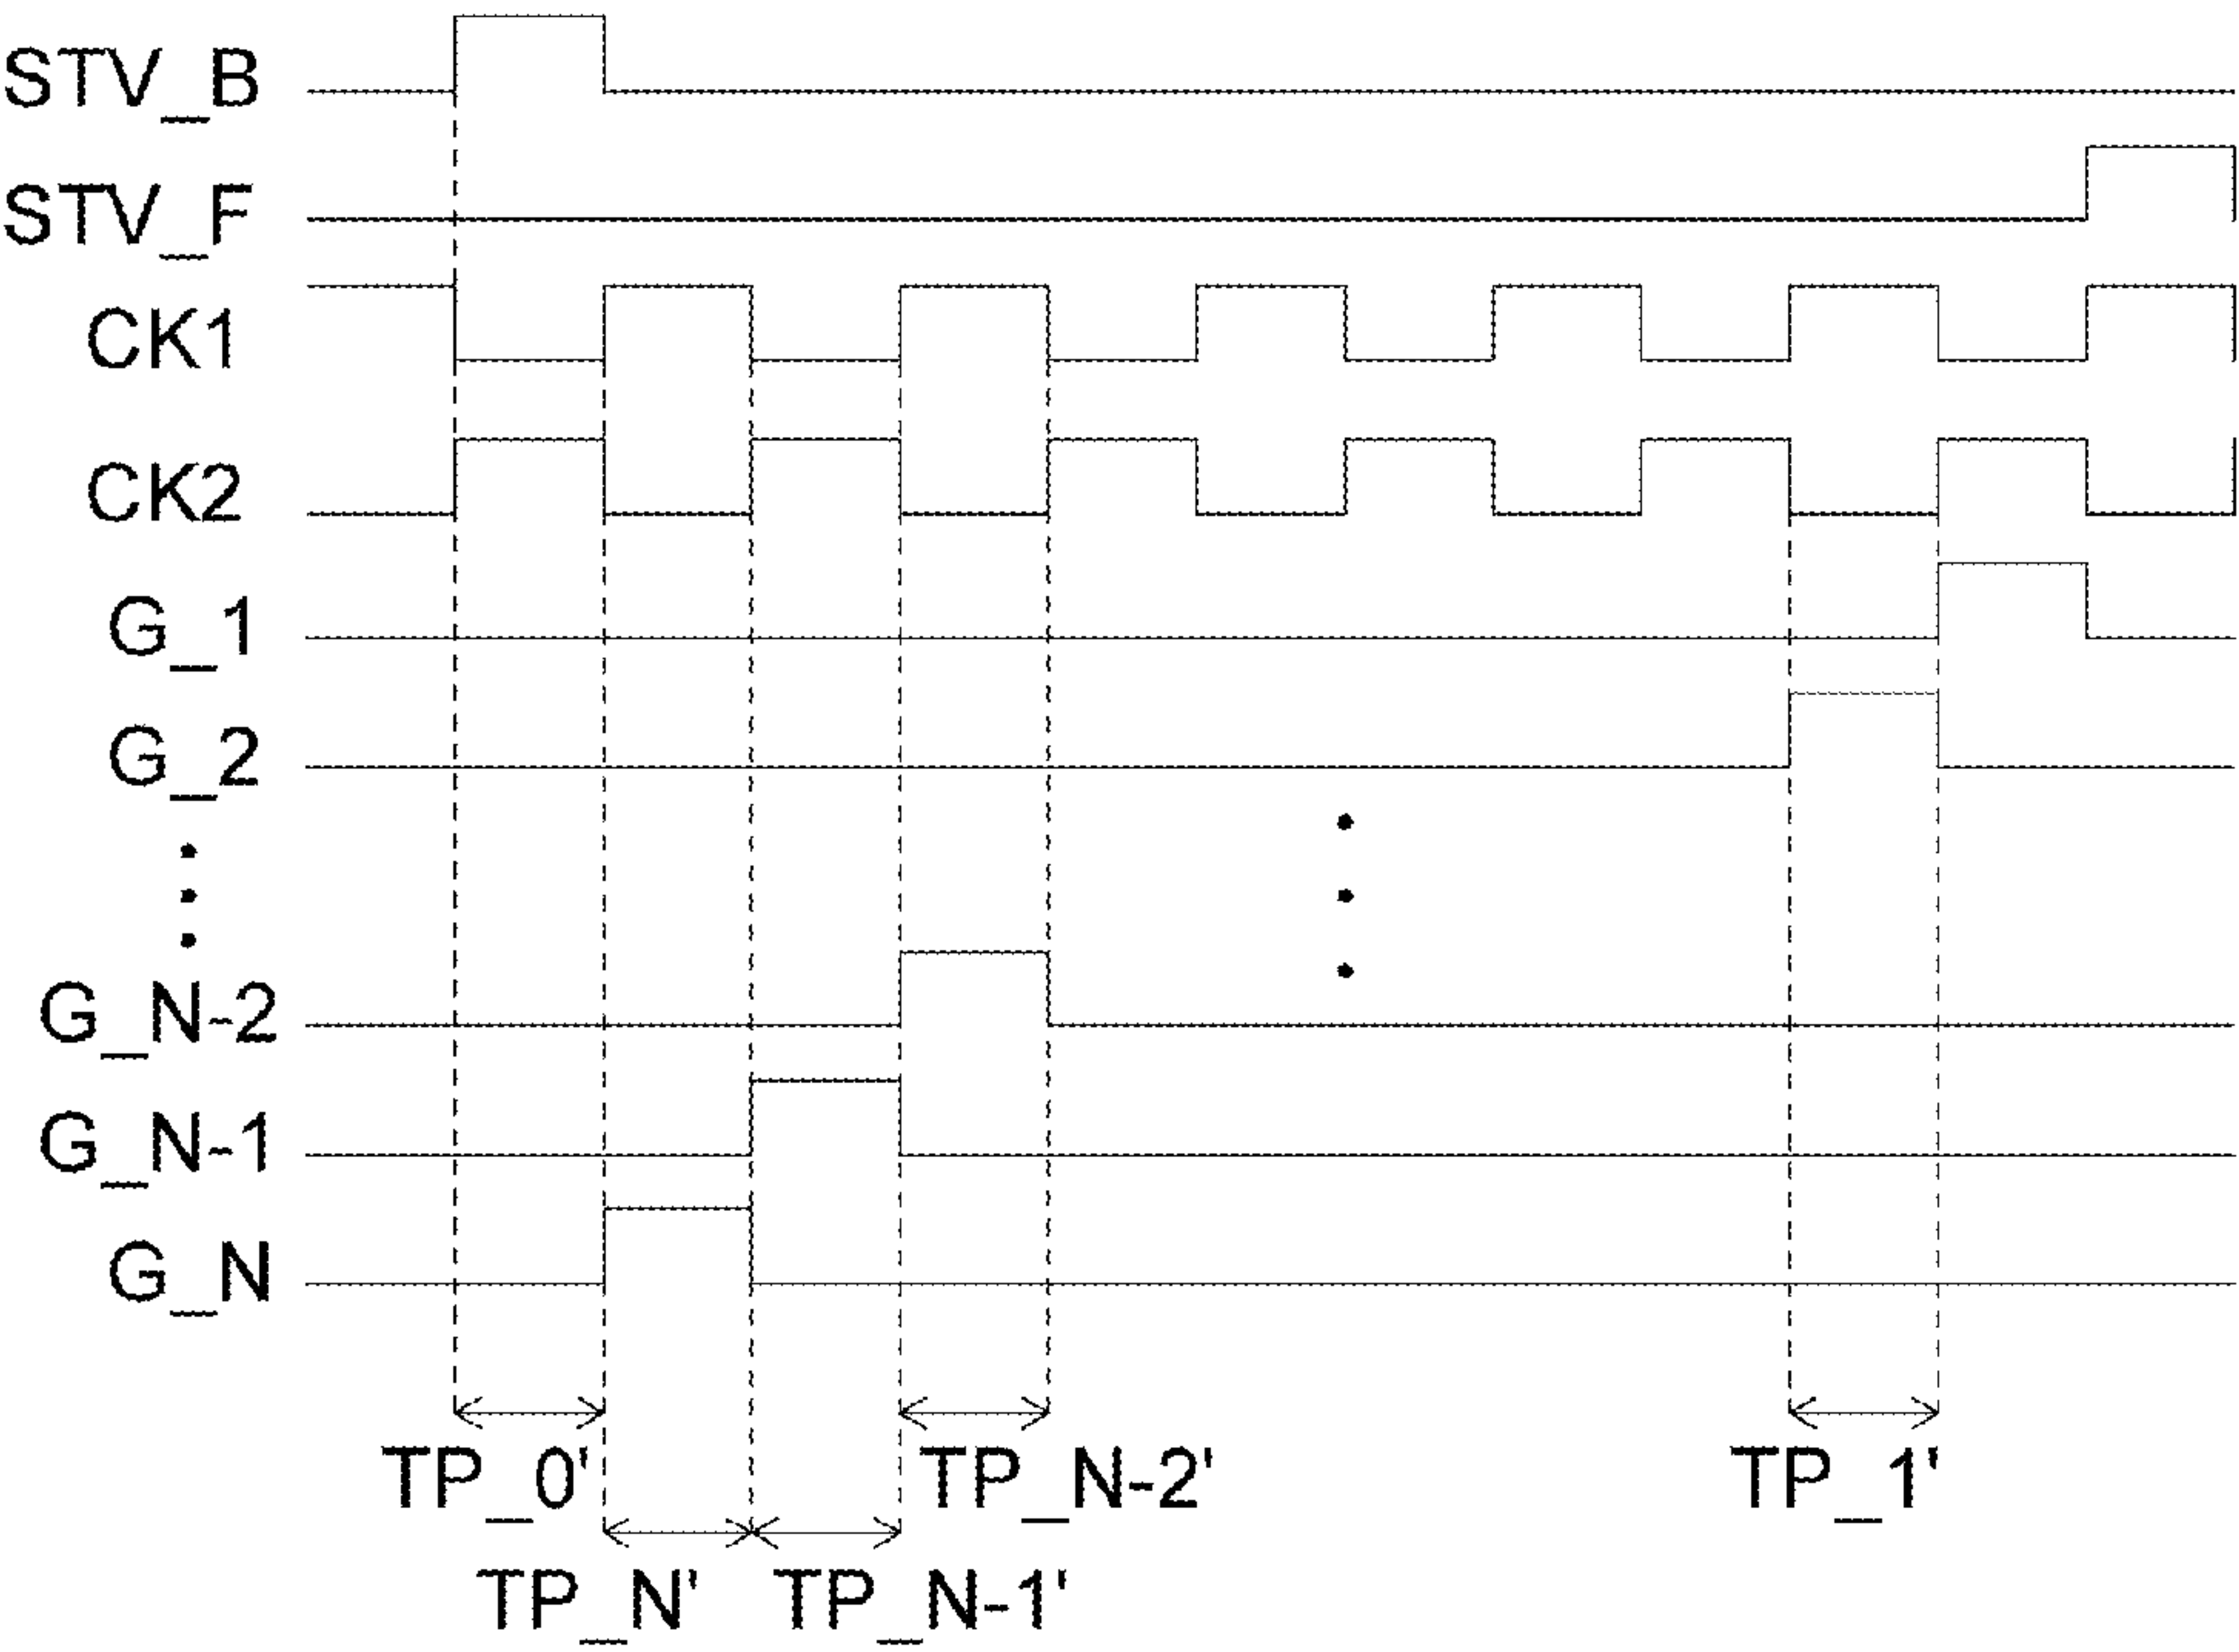 STV_B
STV_F
CK1
CK2
G_1
G_2
G_N-2
G_N-1
G_N
TP_0' TP_N-2' TP_1'
TP_N' TP_N-1'